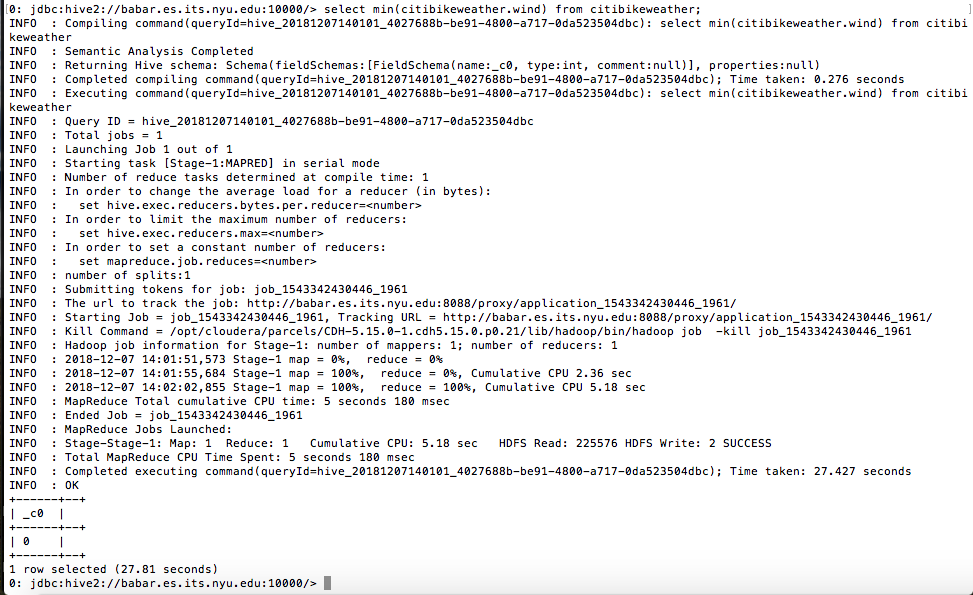 0: jdbc:hive2://babar.es.its.nyu.edu:10000/> select min(citibikeweather.wind) from citibikeweather;
INFO  : Compiling command(queryId=hive_20181207140101_4027688b-be91-4800-a717-0da523504dbc): select min(citibikeweather.wind) from citibi
keweather
INFO  : Semantic Analysis Completed
INFO  : Returning Hive schema: Schema(fieldSchemas:[FieldSchema(name:_c0, type:int, comment:null)], properties:null)
INFO  : Completed compiling command(queryId=hive_20181207140101_4027688b-be91-4800-a717-0da523504dbc); Time taken: 0.276 seconds
INFO  : Executing command(queryId=hive_20181207140101_4027688b-be91-4800-a717-0da523504dbc): select min(citibikeweather.wind) from citibi
keweather
INFO  : Query ID = hive_20181207140101_4027688b-be91-4800-a717-0da523504dbc
INFO  : Total jobs = 1
INFO  : Launching Job 1 out of 1
INFO  : Starting task [Stage-1:MAPRED] in serial mode
INFO  : Number of reduce tasks determined at compile time: 1
INFO  : In order to change the average load for a reducer (in bytes):
INFO  :   set hive.exec.reducers.bytes.per.reducer=<number>
INFO  : In order to limit the maximum number of reducers:
INFO  :   set hive.exec.reducers.max=<number>
INFO  : In order to set a constant number of reducers:
INFO  :   set mapreduce.job.reduces=<number>
INFO  : number of splits:1
INFO  : Submitting tokens for job: job_1543342430446_1961
INFO  : The url to track the job: http://babar.es.its.nyu.edu:8088/proxy/application_1543342430446_1961/
INFO  : Starting Job = job_1543342430446_1961, Tracking URL = http://babar.es.its.nyu.edu:8088/proxy/application_1543342430446_1961/
INFO  : Kill Command = /opt/cloudera/parcels/CDH-5.15.0-1.cdh5.15.0.p0.21/lib/hadoop/bin/hadoop job  -kill job_1543342430446_1961
INFO  : Hadoop job information for Stage-1: number of mappers: 1; number of reducers: 1
INFO  : 2018-12-07 14:01:51,573 Stage-1 map = 0%,  reduce = 0%
INFO  : 2018-12-07 14:01:55,684 Stage-1 map = 100%,  reduce = 0%, Cumulative CPU 2.36 sec
INFO  : 2018-12-07 14:02:02,855 Stage-1 map = 100%,  reduce = 100%, Cumulative CPU 5.18 sec
INFO  : MapReduce Total cumulative CPU time: 5 seconds 180 msec
INFO  : Ended Job = job_1543342430446_1961
INFO  : MapReduce Jobs Launched:
INFO  : Stage-Stage-1: Map: 1  Reduce: 1   Cumulative CPU: 5.18 sec   HDFS Read: 225576 HDFS Write: 2 SUCCESS
INFO  : Total MapReduce CPU Time Spent: 5 seconds 180 msec
INFO  : Completed executing command(queryId=hive_20181207140101_4027688b-be91-4800-a717-0da523504dbc); Time taken: 27.427 seconds
INFO  : OK
+------+--+
| _c0  |
+------+--+
| 0    |
+------+--+
1 row selected (27.81 seconds)
0: jdbc:hive2://babar.es.its.nyu.edu:10000/>